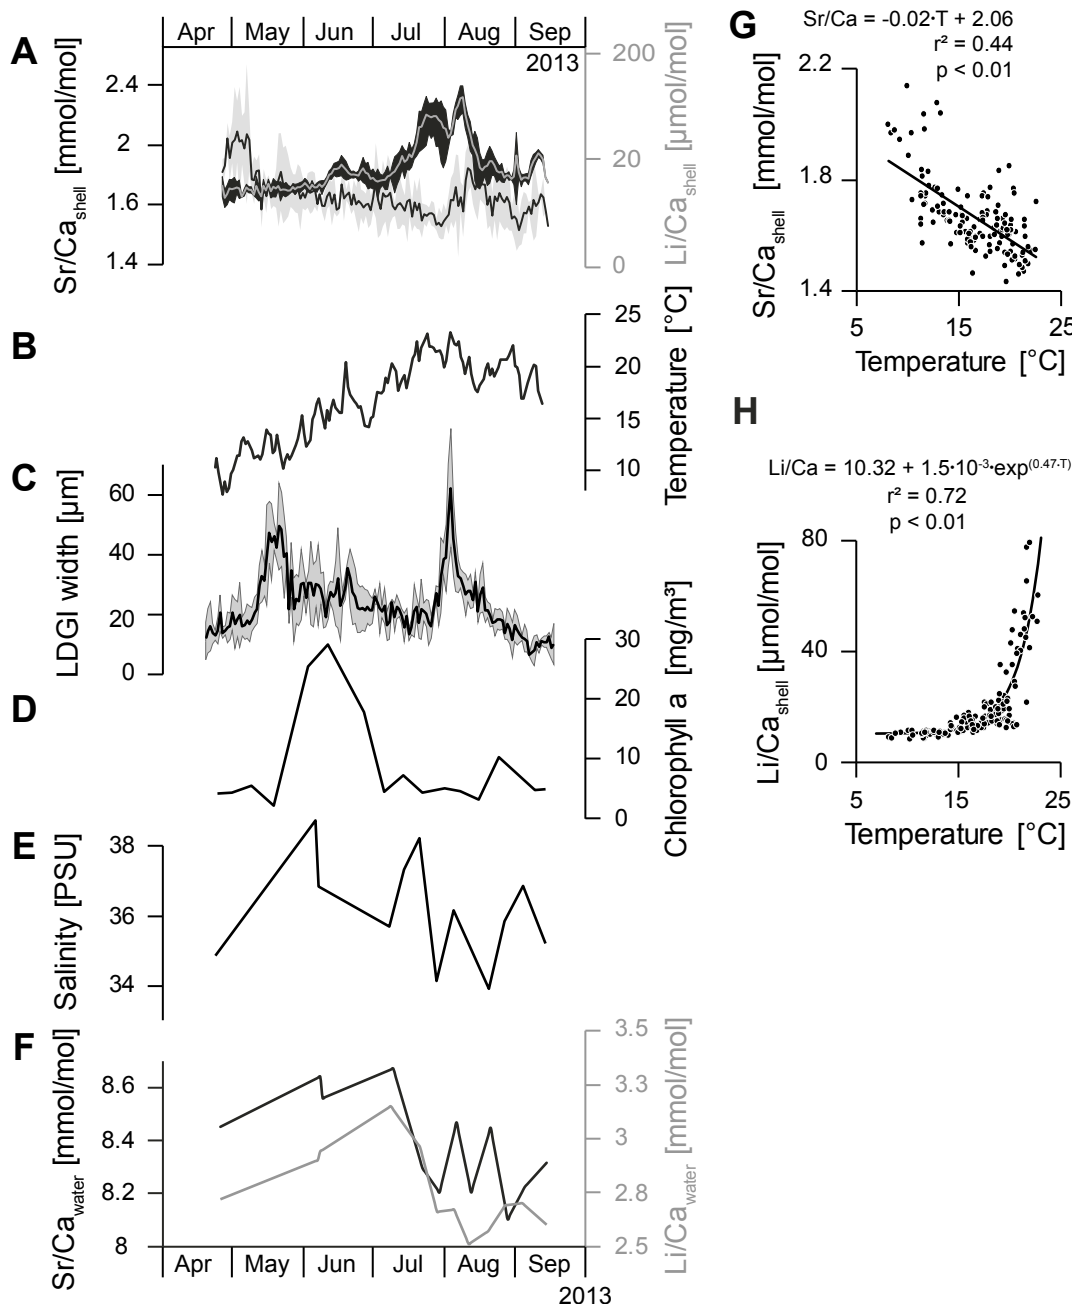 A
Apr May Jun Jul Aug Sep
2013
Sr/Ca_shell [mmol/mol]
2.4
2
1.6
1.4
Li/Ca_shell [µmol/mol]
200
20
0
B
Temperature [°C]
25
20
15
10
C
LDGI width [µm]
60
40
20
0
D
Chlorophyll a [mg/m³]
30
20
10
0
E
Salinity [PSU]
38
36
34
F
Sr/Ca_water [mmol/mol]
8.6
8.4
8.2
8
Li/Ca_water [mmol/mol]
3.5
3.3
3
2.8
2.5
Apr May Jun Jul Aug Sep
2013
G
Sr/Ca = -0.02·T + 2.06
r² = 0.44
p < 0.01
Sr/Ca_shell [mmol/mol]
2.2
1.8
1.4
5 15 25
Temperature [°C]
H
Li/Ca = 10.32 + 1.5·10⁻³·exp^(0.47·T)
r² = 0.72
p < 0.01
Li/Ca_shell [µmol/mol]
80
40
0
5 15 25
Temperature [°C]